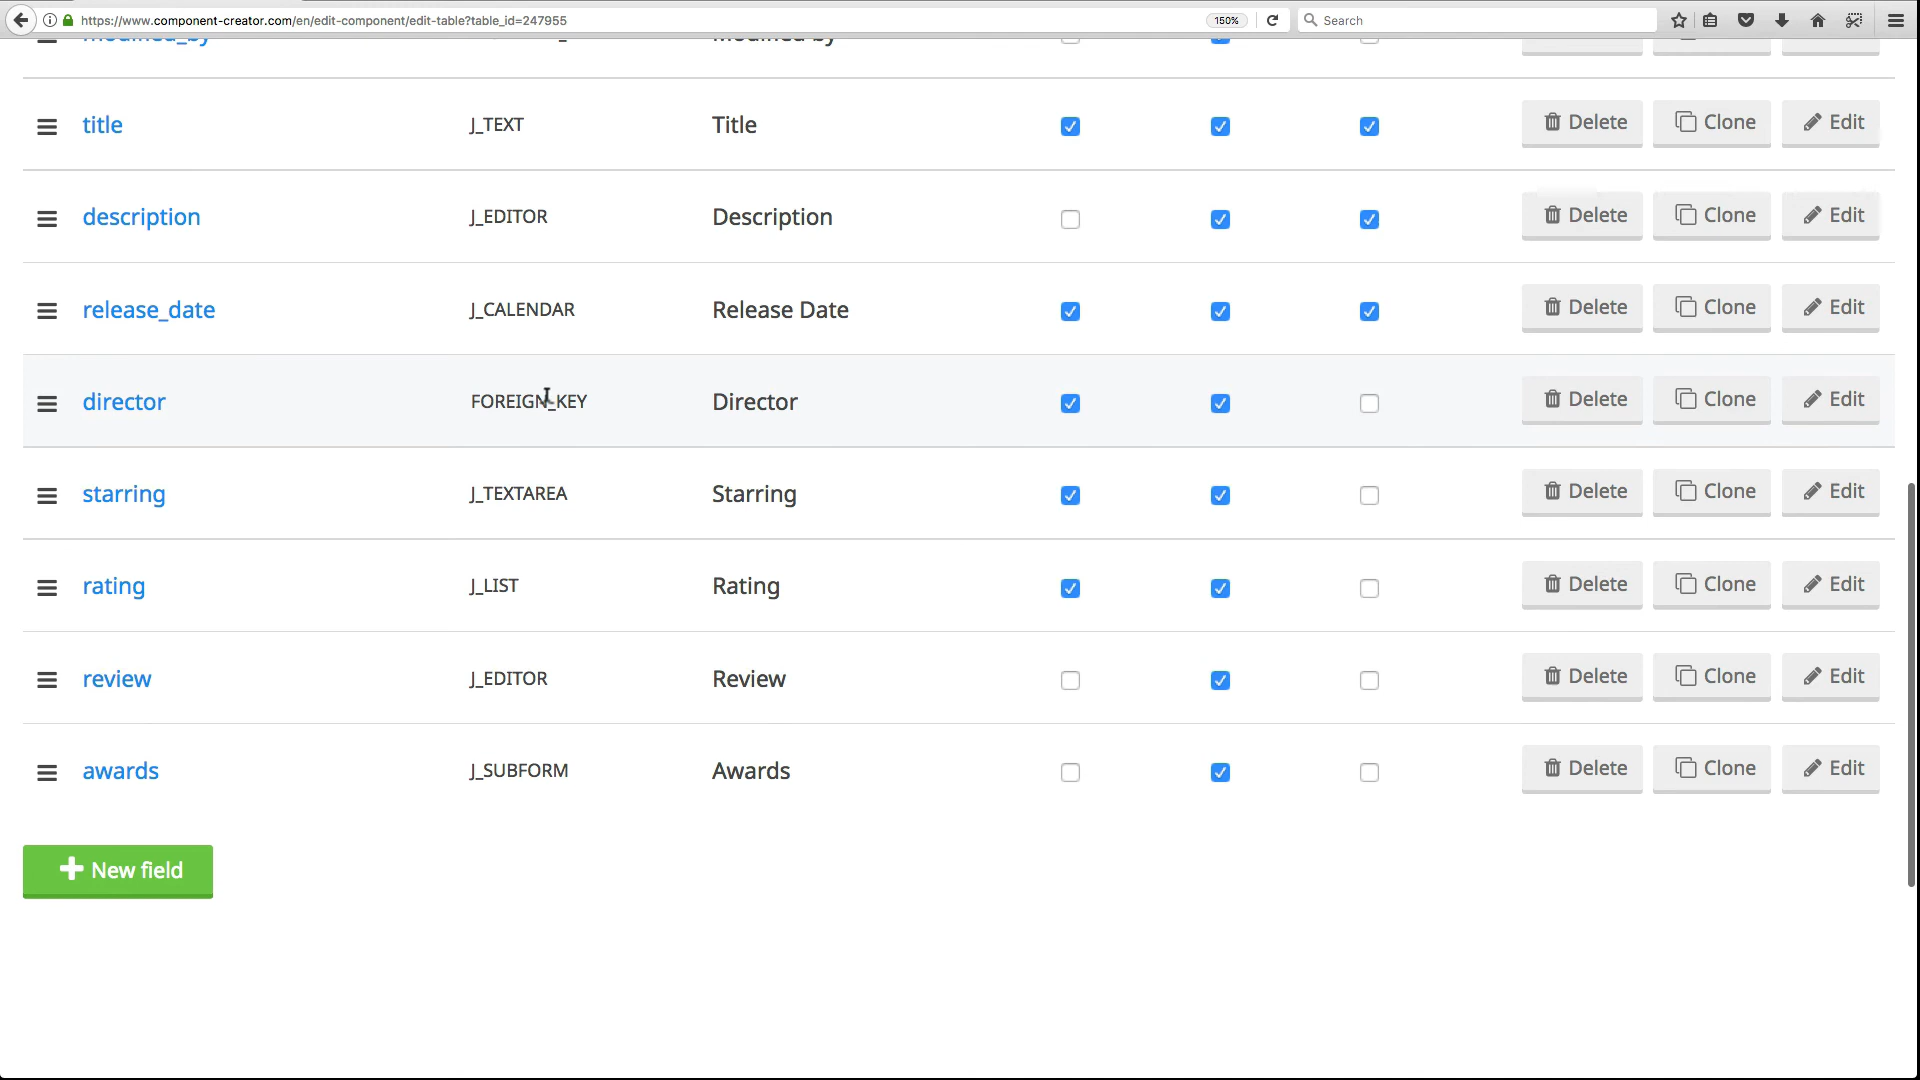 https://www.component-creator.com/en/edit-component/edit-table?table_id=247955 150% Search
modified_by Modified by
title J_TEXT Title Delete Clone Edit
description J_EDITOR Description Delete Clone Edit
release_date J_CALENDAR Release Date Delete Clone Edit
director FOREIGN_KEY Director Delete Clone Edit
starring J_TEXTAREA Starring Delete Clone Edit
rating J_LIST Rating Delete Clone Edit
review J_EDITOR Review Delete Clone Edit
awards J_SUBFORM Awards Delete Clone Edit
New field